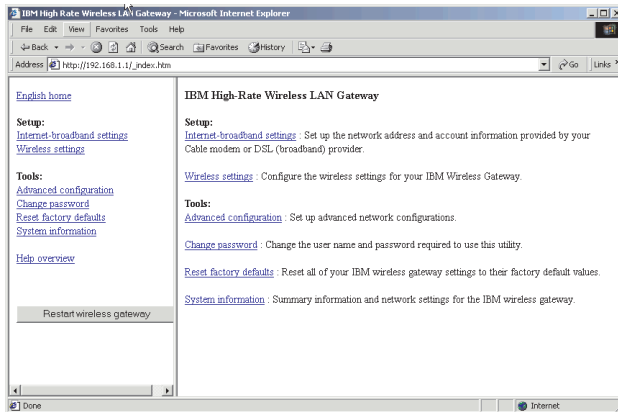 IBM High Rate Wireless LAN Gateway - Microsoft Internet Explorer
File Edit View Favorites Tools Help
Back Search Favorites History
Address http://192.168.1.1/_index.htm Go Links
English home
Setup:
Internet-broadband settings
Wireless settings
Tools:
Advanced configuration
Change password
Reset factory defaults
System information
Help overview
Restart wireless gateway
IBM High-Rate Wireless LAN Gateway
Setup:
Internet-broadband settings : Set up the network address and account information provided by your
Cable modem or DSL (broadband) provider.
Wireless settings : Configure the wireless settings for your IBM Wireless Gateway.
Tools:
Advanced configuration : Set up advanced network configurations.
Change password : Change the user name and password required to use this utility.
Reset factory defaults : Reset all of your IBM wireless gateway settings to their factory default values.
System information : Summary information and network settings for the IBM wireless gateway.
Done Internet